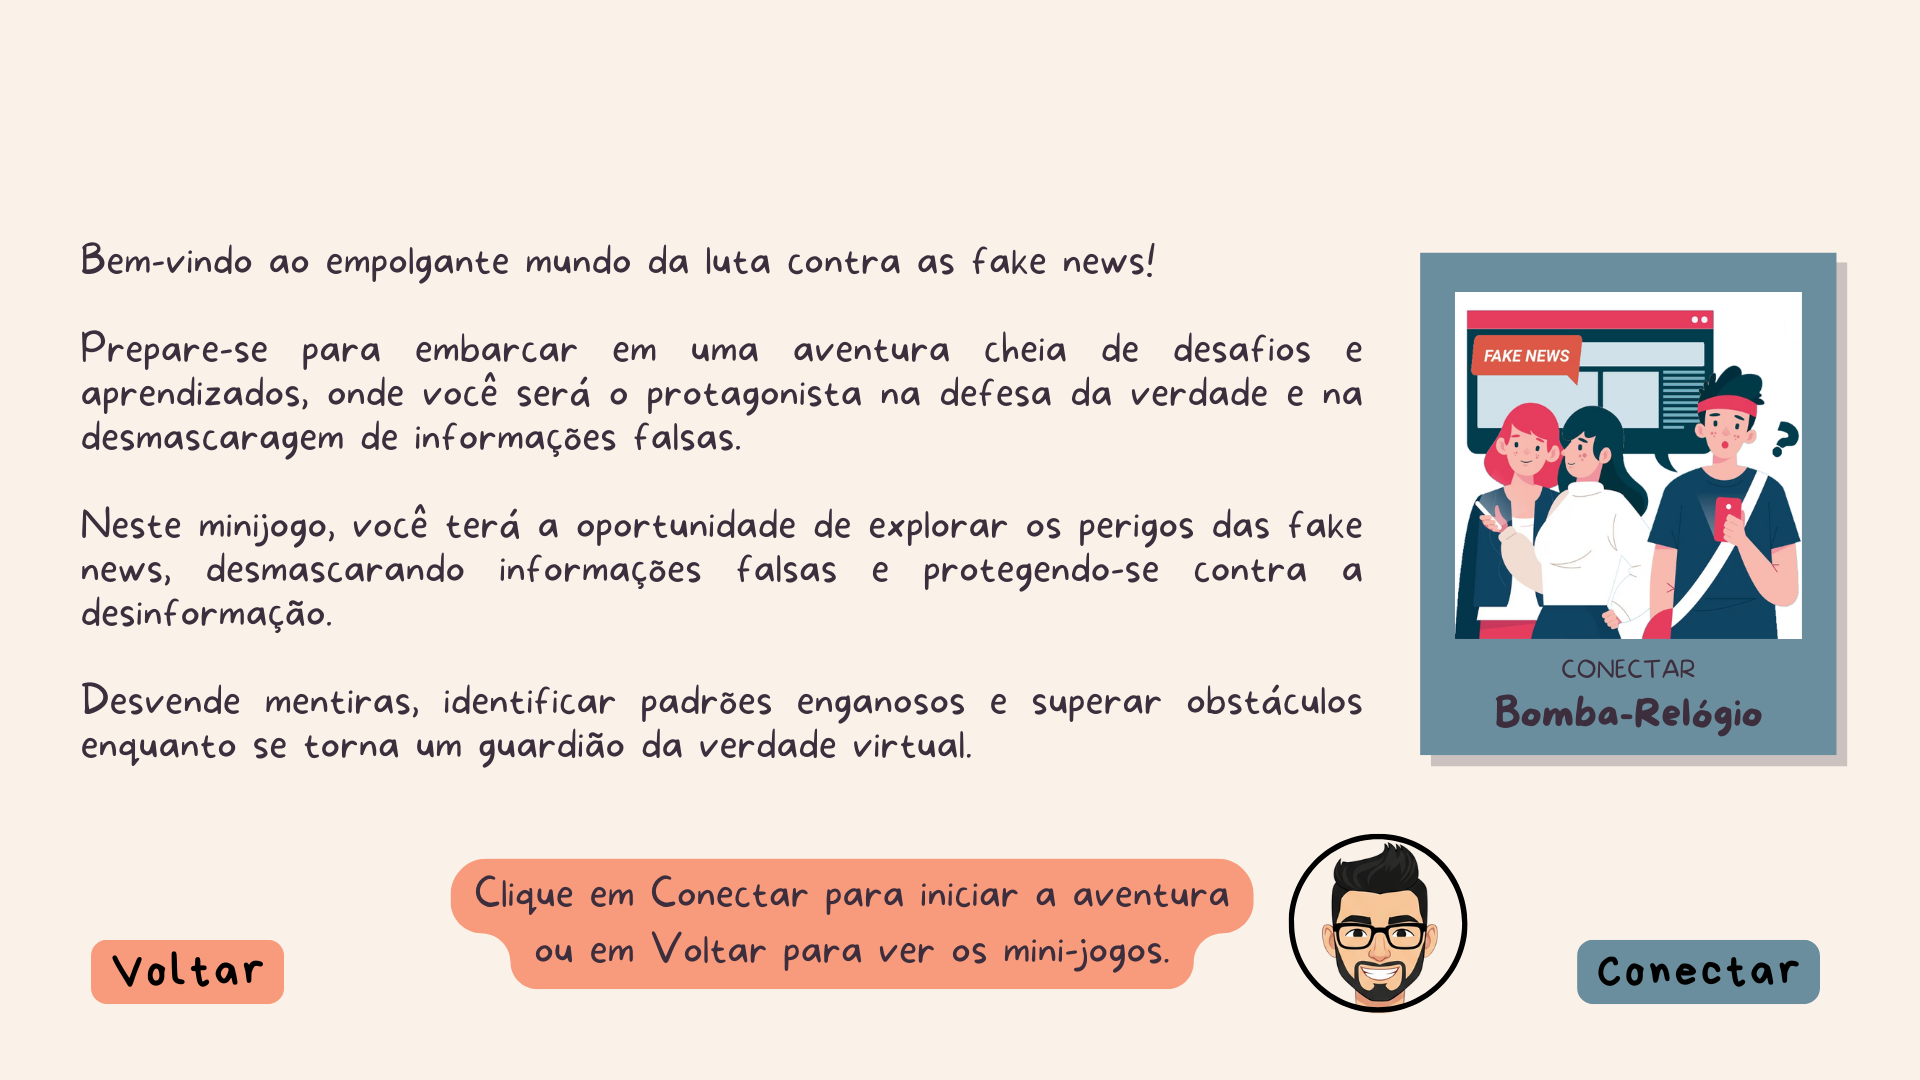 Bem-vindo ao empolgante mundo da luta contra as fake news!
Prepare-se para embarcar em uma aventura cheia de desafios e
aprendizados, onde você será o protagonista na defesa da verdade e na
desmascaragem de informações falsas.
Neste minijogo, você terá a oportunidade de explorar os perigos das fake
news, desmascarando informações falsas e protegendo-se contra a
desinformação.
Desvende mentiras, identificar padrões enganosos e superar obstáculos
enquanto se torna um guardião da verdade virtual.
FAKE NEWS
?
CONECTAR
Bomba-Relógio
Clique em Conectar para iniciar a aventura
ou em Voltar para ver os mini-jogos.
Voltar
Conectar